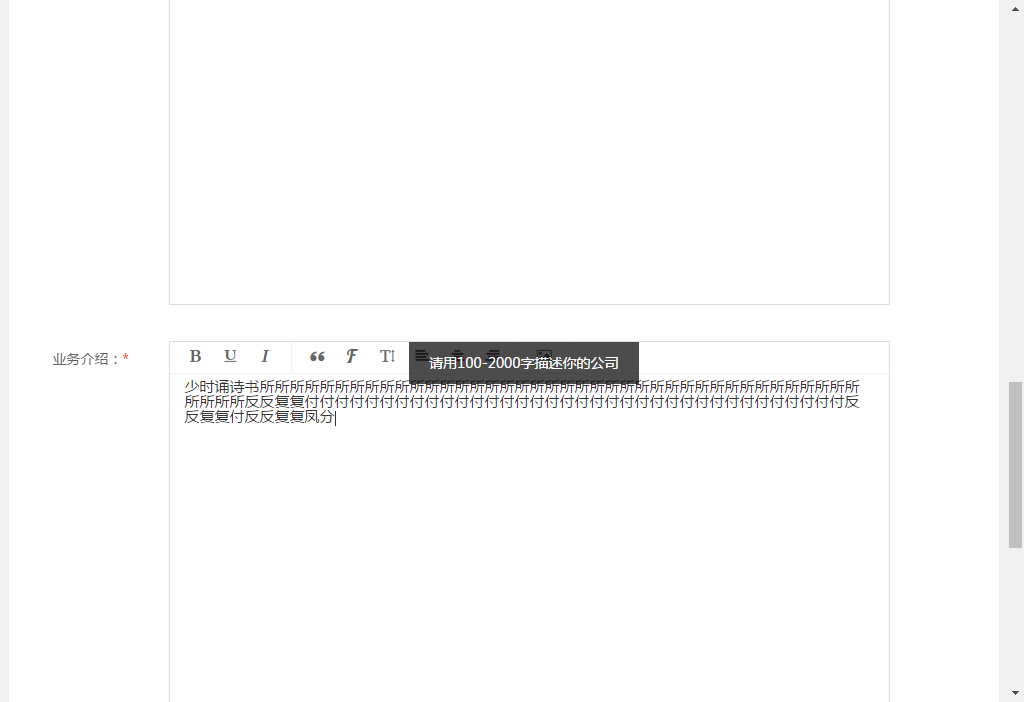 业务介绍：*
B U I “ F T
请用100-2000字描述你的公司
少时诵诗书所所所所所所所所所所所所所所所所所所所所所所所所所所所所所所所所所所所所所所所所
所所所所反反复复付付付付付付付付付付付付付付付付付付付付付付付付付付付付付付付付付付付付反
反复复付反反复复凤分